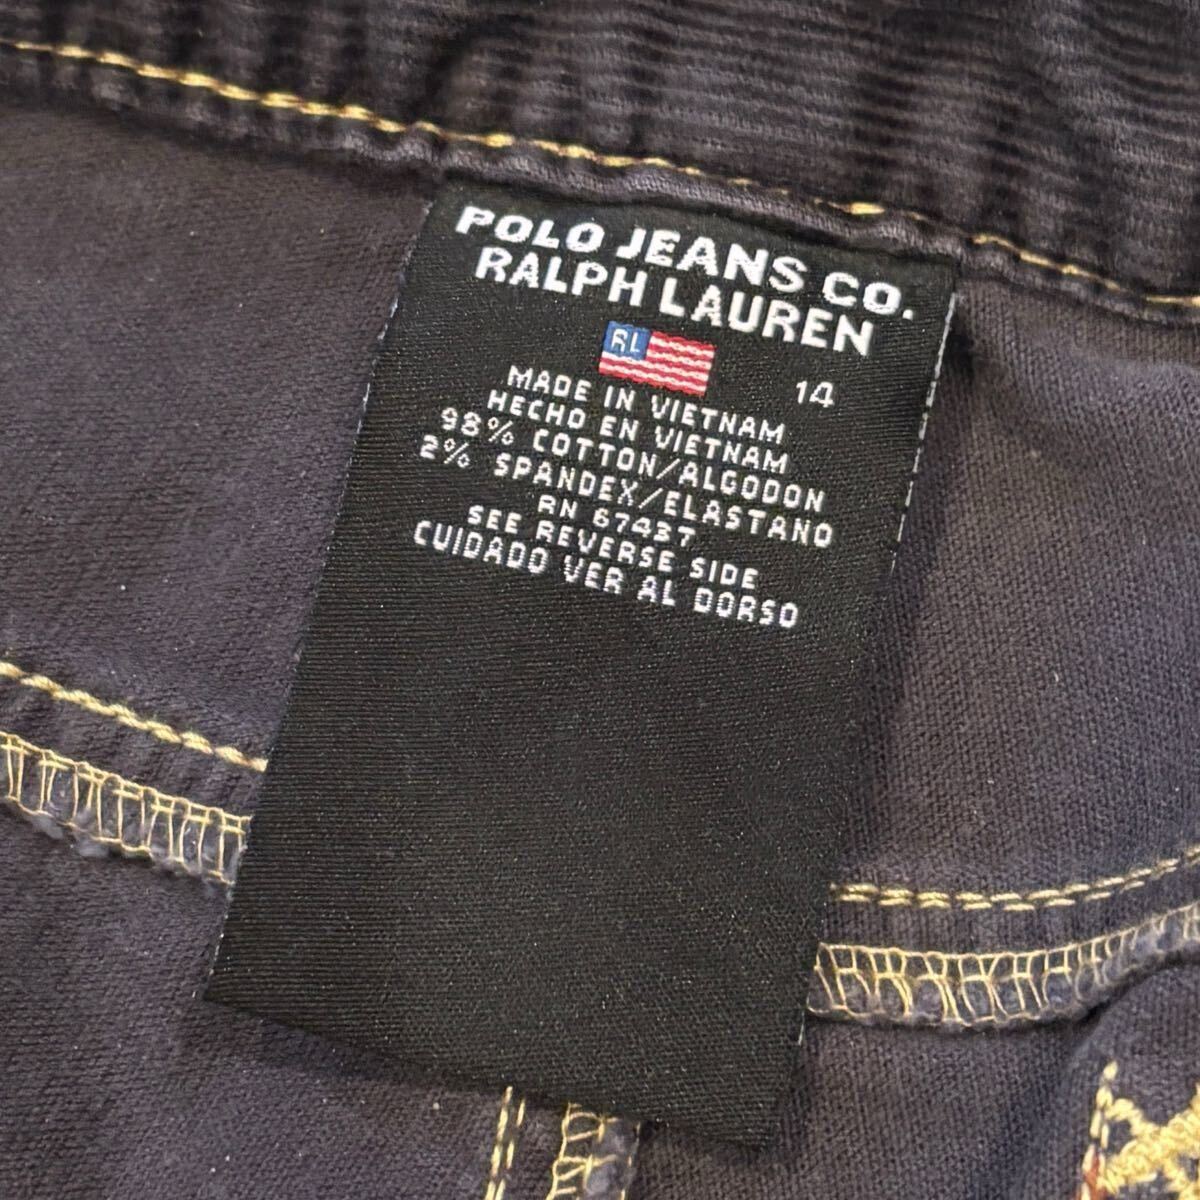 POLO JEANS CO.
RALPH LAUREN
RL
14
MADE IN VIETNAM
HECHO EN VIETNAM
98% COTTON/ALGODON
2% SPANDEX/ELASTANO
RN 67437
SEE REVERSE SIDE
CUIDADO VER AL DORSO